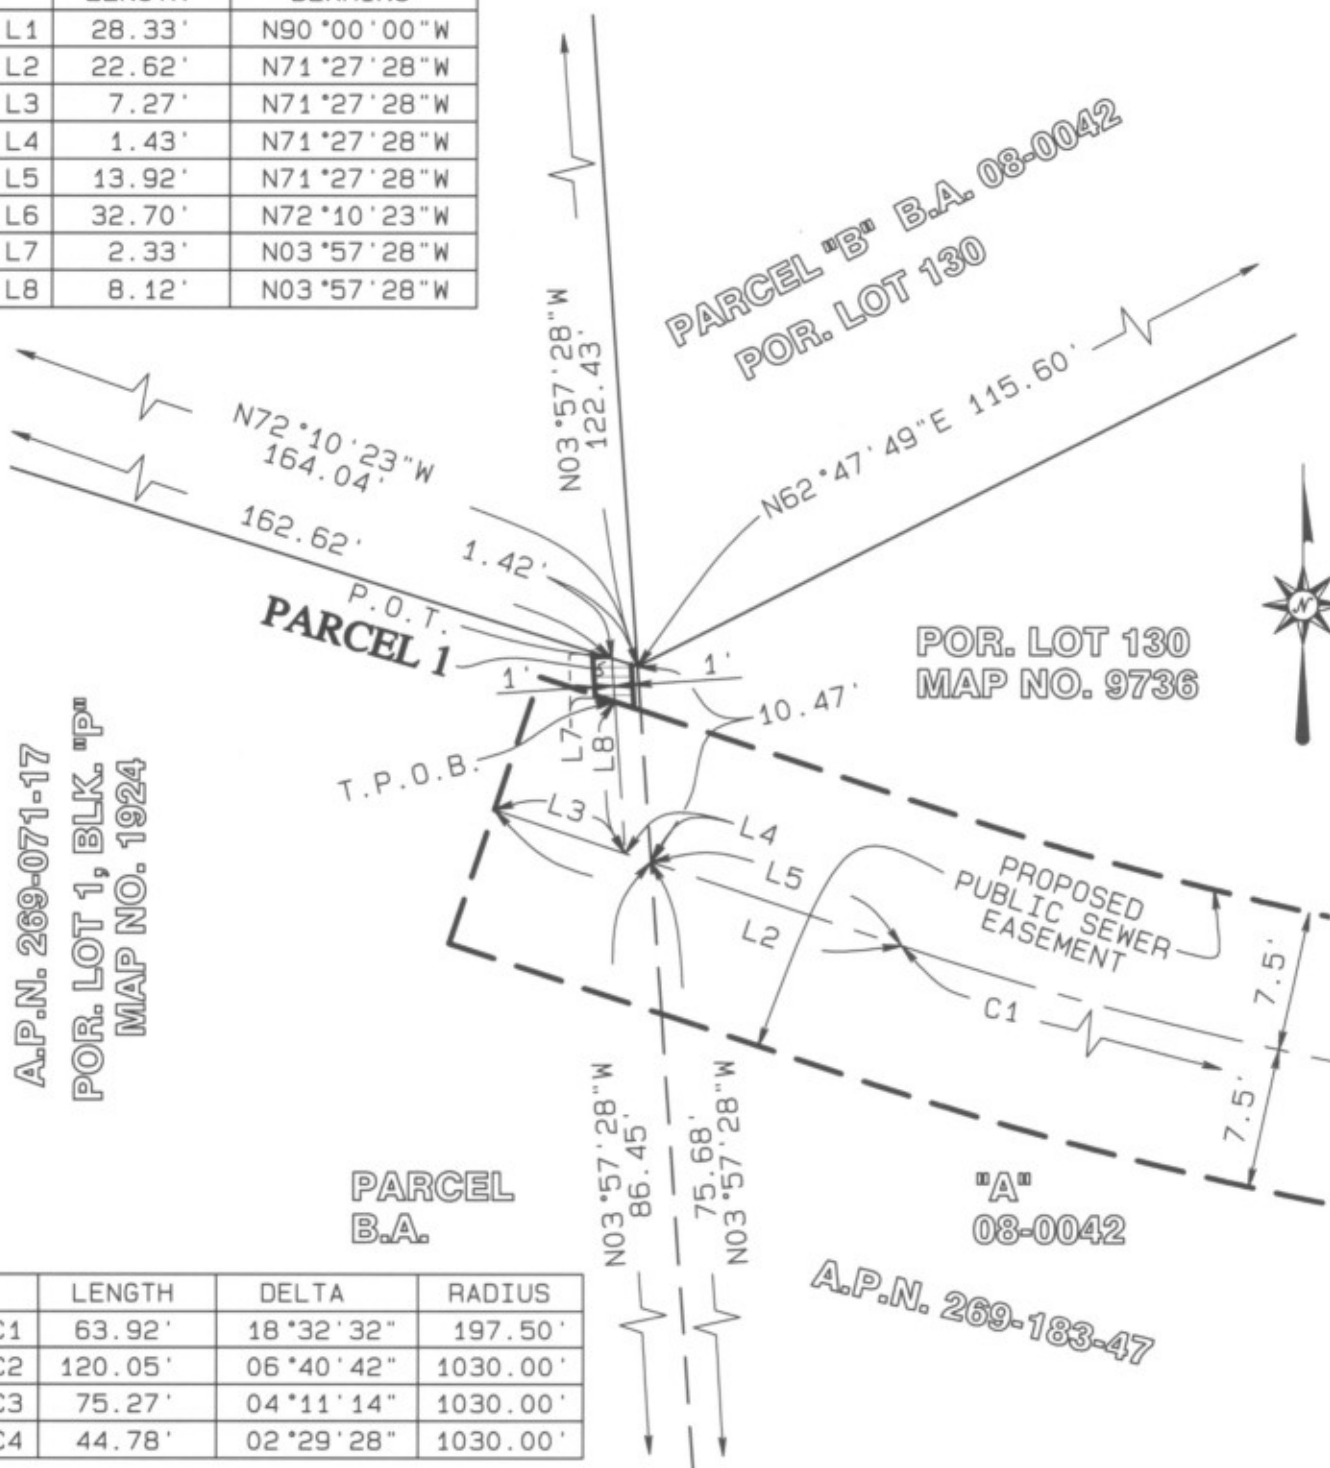 L1 28.33' N90°00'00"W
L2 22.62' N71°27'28"W
L3 7.27' N71°27'28"W
L4 1.43' N71°27'28"W
L5 13.92' N71°27'28"W
L6 32.70' N72°10'23"W
L7 2.33' N03°57'28"W
L8 8.12' N03°57'28"W
PARCEL "B" B.A. 08-0042
POR. LOT 130
N03°57'28"W
122.43'
N62°47'49"E 115.60'
N72°10'23"W
164.04'
162.62'
1.42'
P.O.T.
PARCEL 1
1'
1'
10.47'
POR. LOT 130
MAP NO. 9736
N
T.P.O.B.
L7
L8
L3
L4
L5
L2
PROPOSED
PUBLIC SEWER
EASEMENT
C1
7.5'
7.5'
A.P.N. 269-071-17
POR. LOT 1, BLK. "P"
MAP NO. 1924
N03°57'28"W
86.45'
75.68'
N03°57'28"W
PARCEL
B.A.
"A"
08-0042
A.P.N. 269-183-47
LENGTH DELTA RADIUS
C1 63.92' 18°32'32" 197.50'
C2 120.05' 06°40'42" 1030.00'
C3 75.27' 04°11'14" 1030.00'
C4 44.78' 02°29'28" 1030.00'